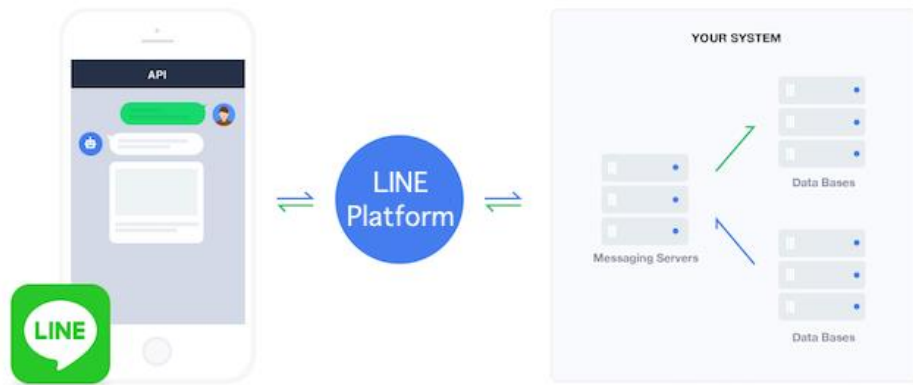 API
LINE
LINE
Platform
YOUR SYSTEM
Messaging Servers
Data Bases
Data Bases